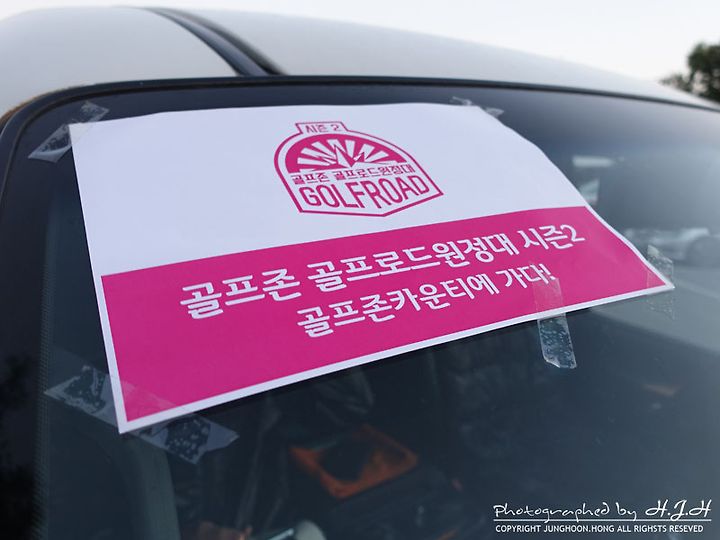 시즌 2
골프존 골프로드원정대
GOLFROAD
골프존 골프로드원정대 시즌2
골프존카운티에 가다!
Photographed by H.J.H
COPYRIGHT JUNGHOON.HONG ALL RIGHSTS RESEVED